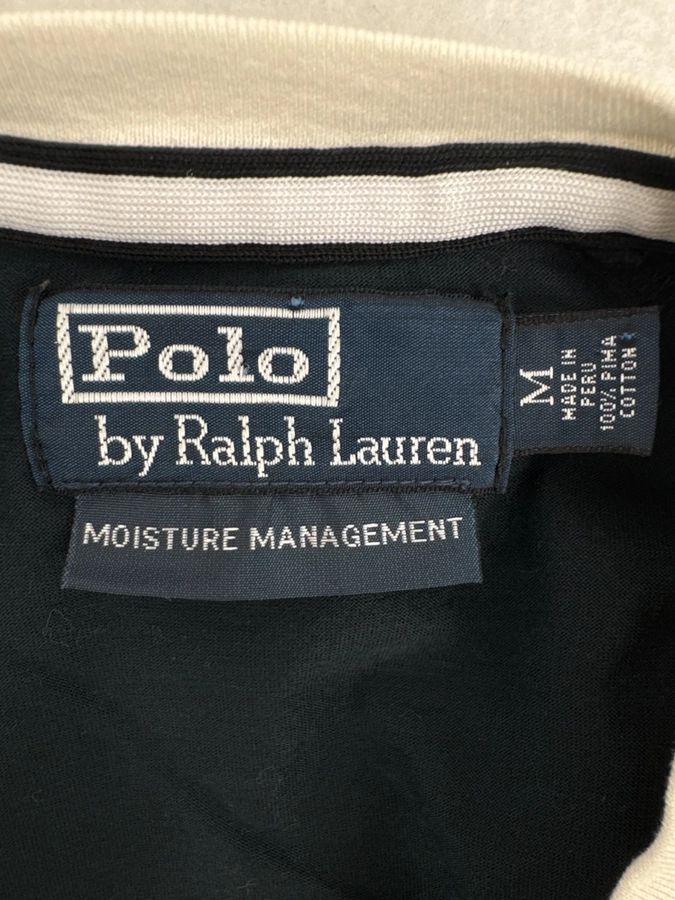 Polo
by Ralph Lauren
M
MADE IN
PERU
100% PIMA
COTTON
MOISTURE MANAGEMENT